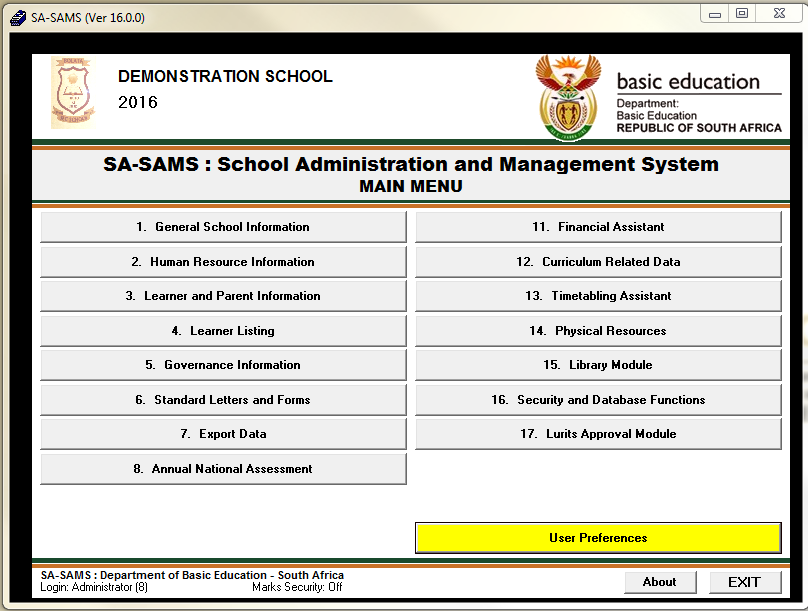 SA-SAMS (Ver 16.0.0)
DEMONSTRATION SCHOOL
2016
basic education
Department:
Basic Education
REPUBLIC OF SOUTH AFRICA
SA-SAMS : School Administration and Management System
MAIN MENU
1. General School Information
2. Human Resource Information
3. Learner and Parent Information
4. Learner Listing
5. Governance Information
6. Standard Letters and Forms
7. Export Data
8. Annual National Assessment
11. Financial Assistant
12. Curriculum Related Data
13. Timetabling Assistant
14. Physical Resources
15. Library Module
16. Security and Database Functions
17. Lurits Approval Module
User Preferences
SA-SAMS : Department of Basic Education - South Africa
Login: Administrator (8) Marks Security: Off
About
EXIT